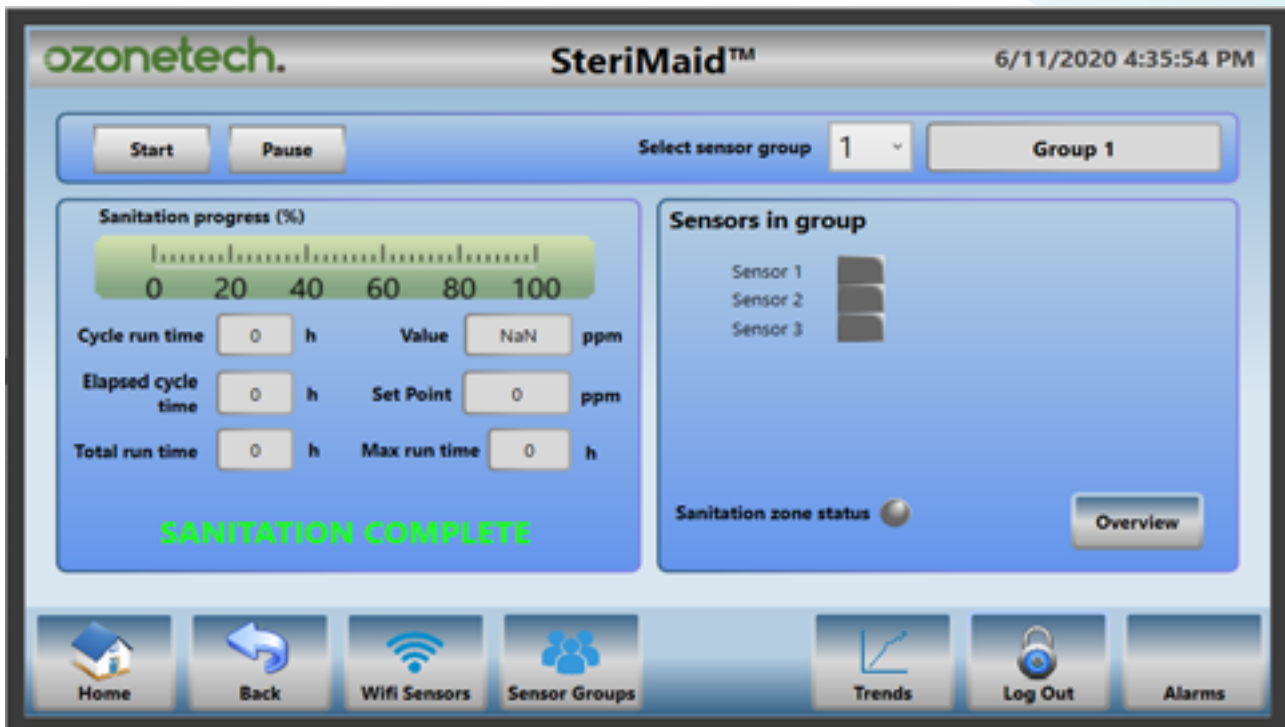 ozonetech.
SteriMaid™
6/11/2020 4:35:54 PM
Start
Pause
Select sensor group
1
Group 1
Sanitation progress (%)
0 20 40 60 80 100
Cycle run time 0 h
Value NaN ppm
Elapsed cycle
time
0 h
Set Point 0 ppm
Total run time 0 h
Max run time 0 h
SANITATION COMPLETE
Sensors in group
Sensor 1
Sensor 2
Sensor 3
Sanitation zone status
Overview
Home
Back
Wifi Sensors
Sensor Groups
Trends
Log Out
Alarms